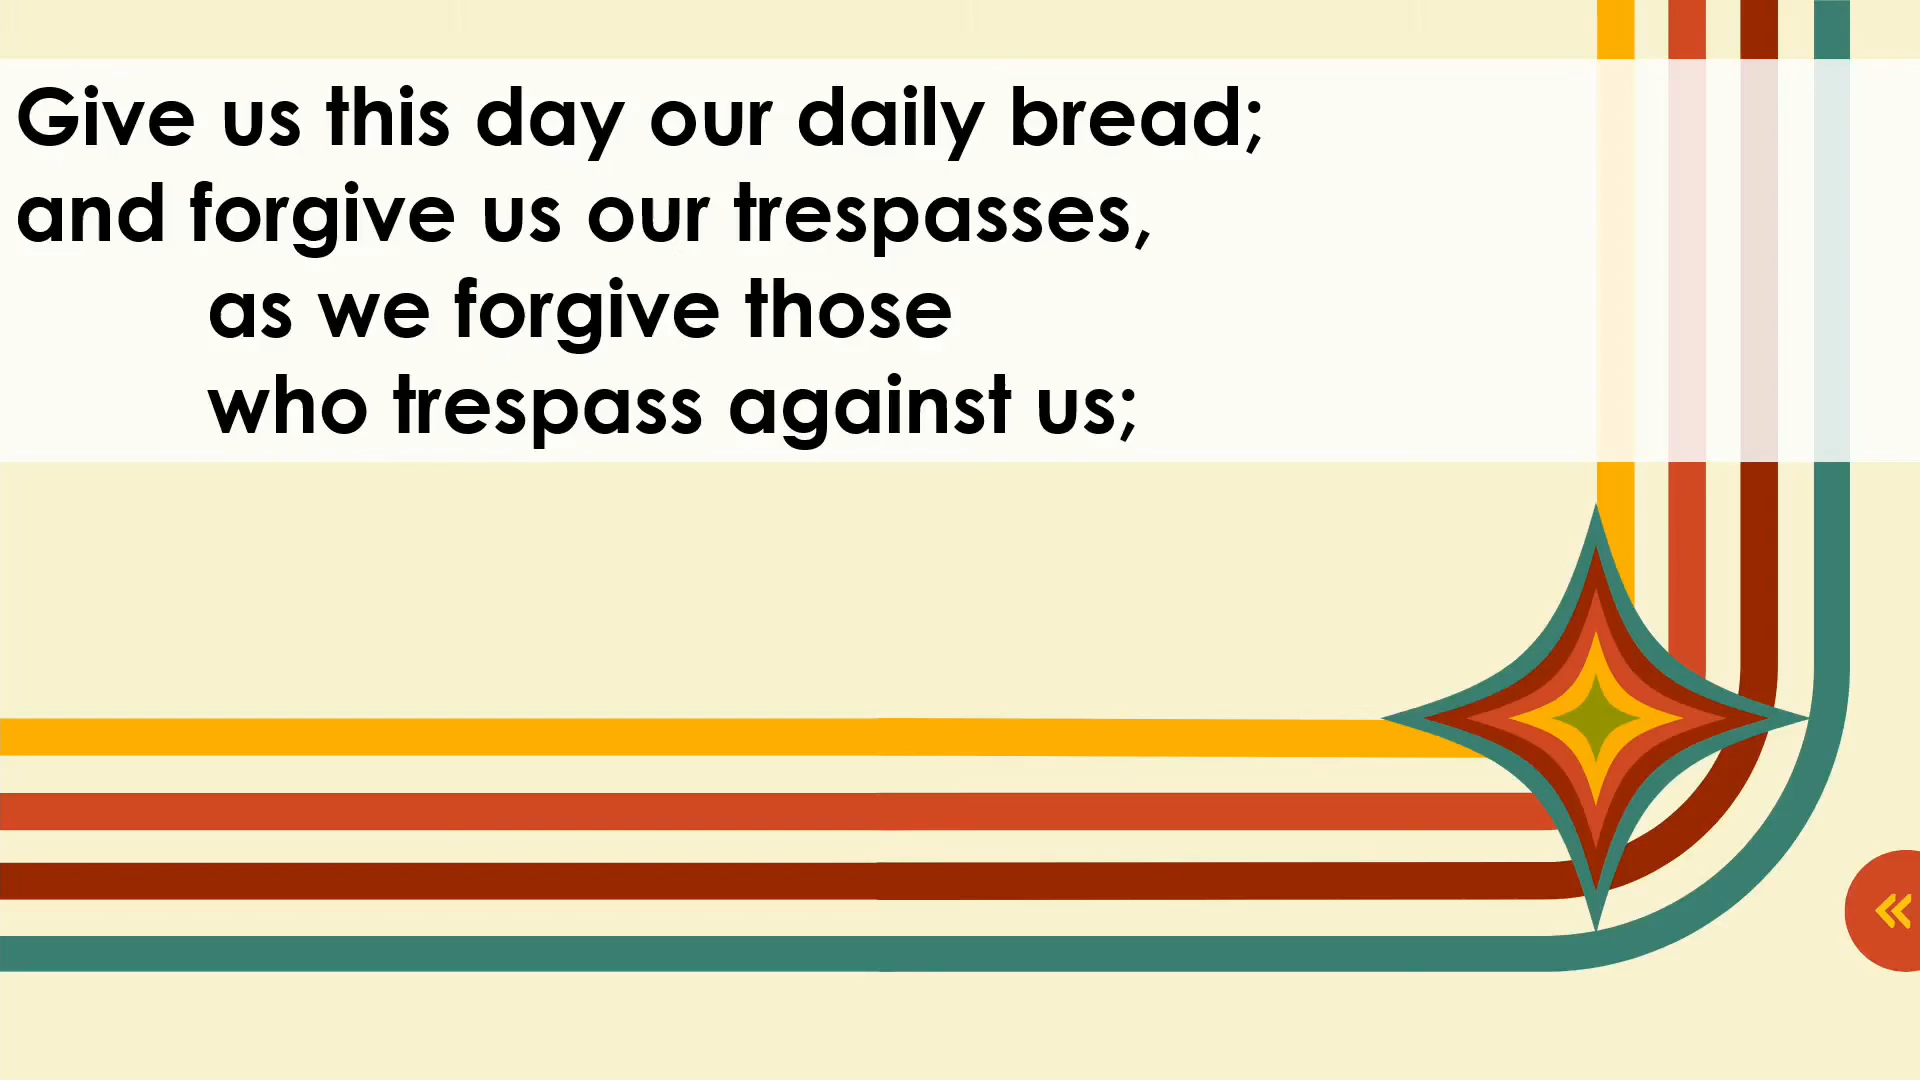 Give us this day our daily bread;
and forgive us our trespasses,
as we forgive those
who trespass against us;
«